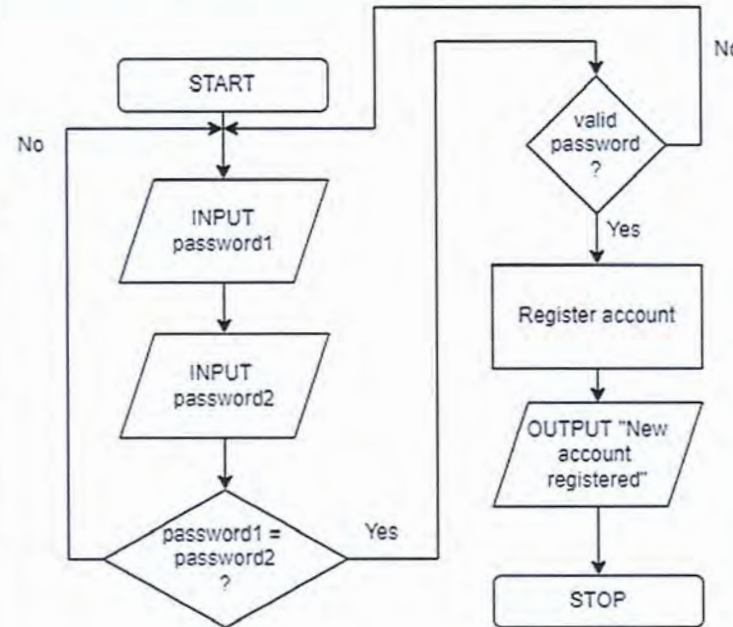 START
No
INPUT
password1
INPUT
password2
password1 =
password2
?
Yes
No
valid
password
?
Yes
Register account
OUTPUT "New
account
registered"
STOP